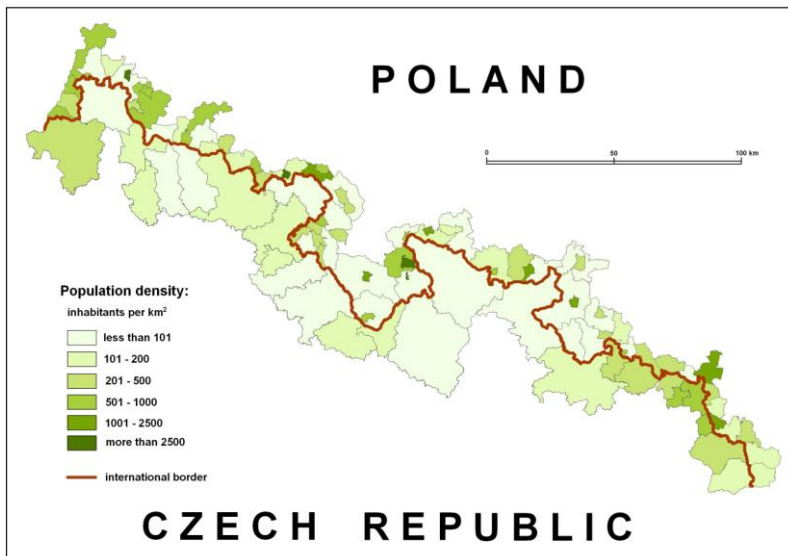 POLAND
0 50 100 km
Population density:
inhabitants per km²
less than 101
101 - 200
201 - 500
501 - 1000
1001 - 2500
more than 2500
international border
CZECH REPUBLIC